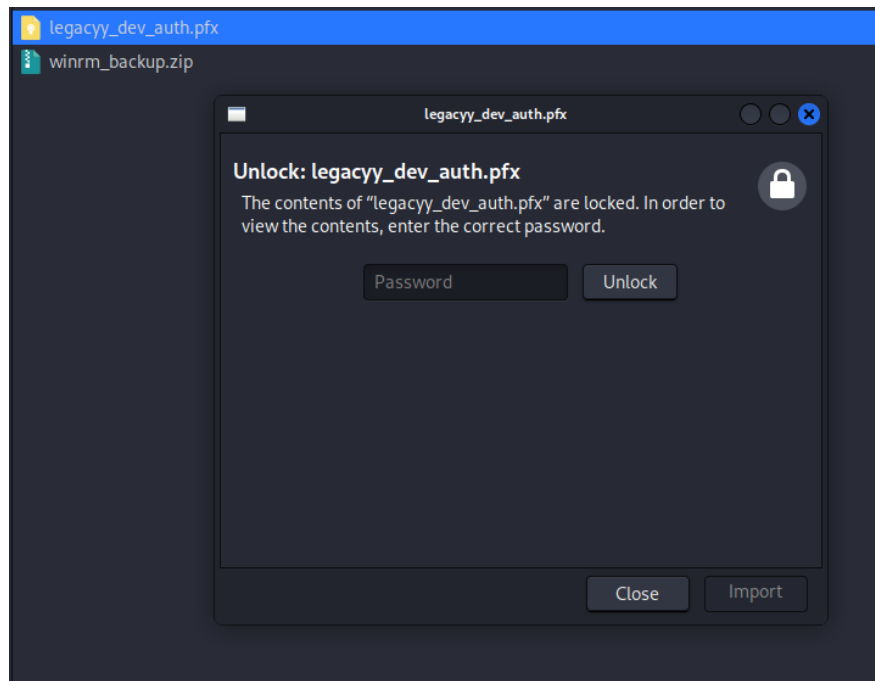 legacyy_dev_auth.pfx
winrm_backup.zip
legacyy_dev_auth.pfx
Unlock: legacyy_dev_auth.pfx
The contents of “legacyy_dev_auth.pfx” are locked. In order to
view the contents, enter the correct password.
Password
Unlock
Close
Import